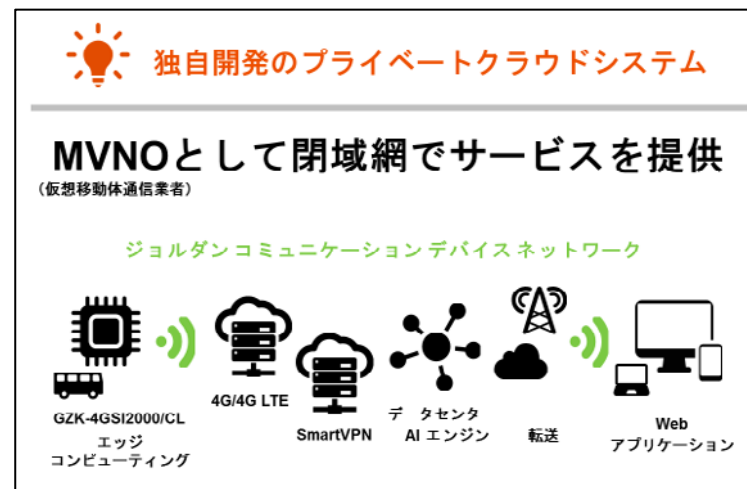 独自開発のプライベートクラウドシステム
MVNOとして閉域網でサービスを提供
（仮想移動体通信業者）
ジョルダン コミュニケーション デバイス ネットワーク
GZK-4GSI2000/CL
エッジ
コンピューティング
4G/4G LTE
SmartVPN
データセンタ
AI エンジン
転送
Web
アプリケーション